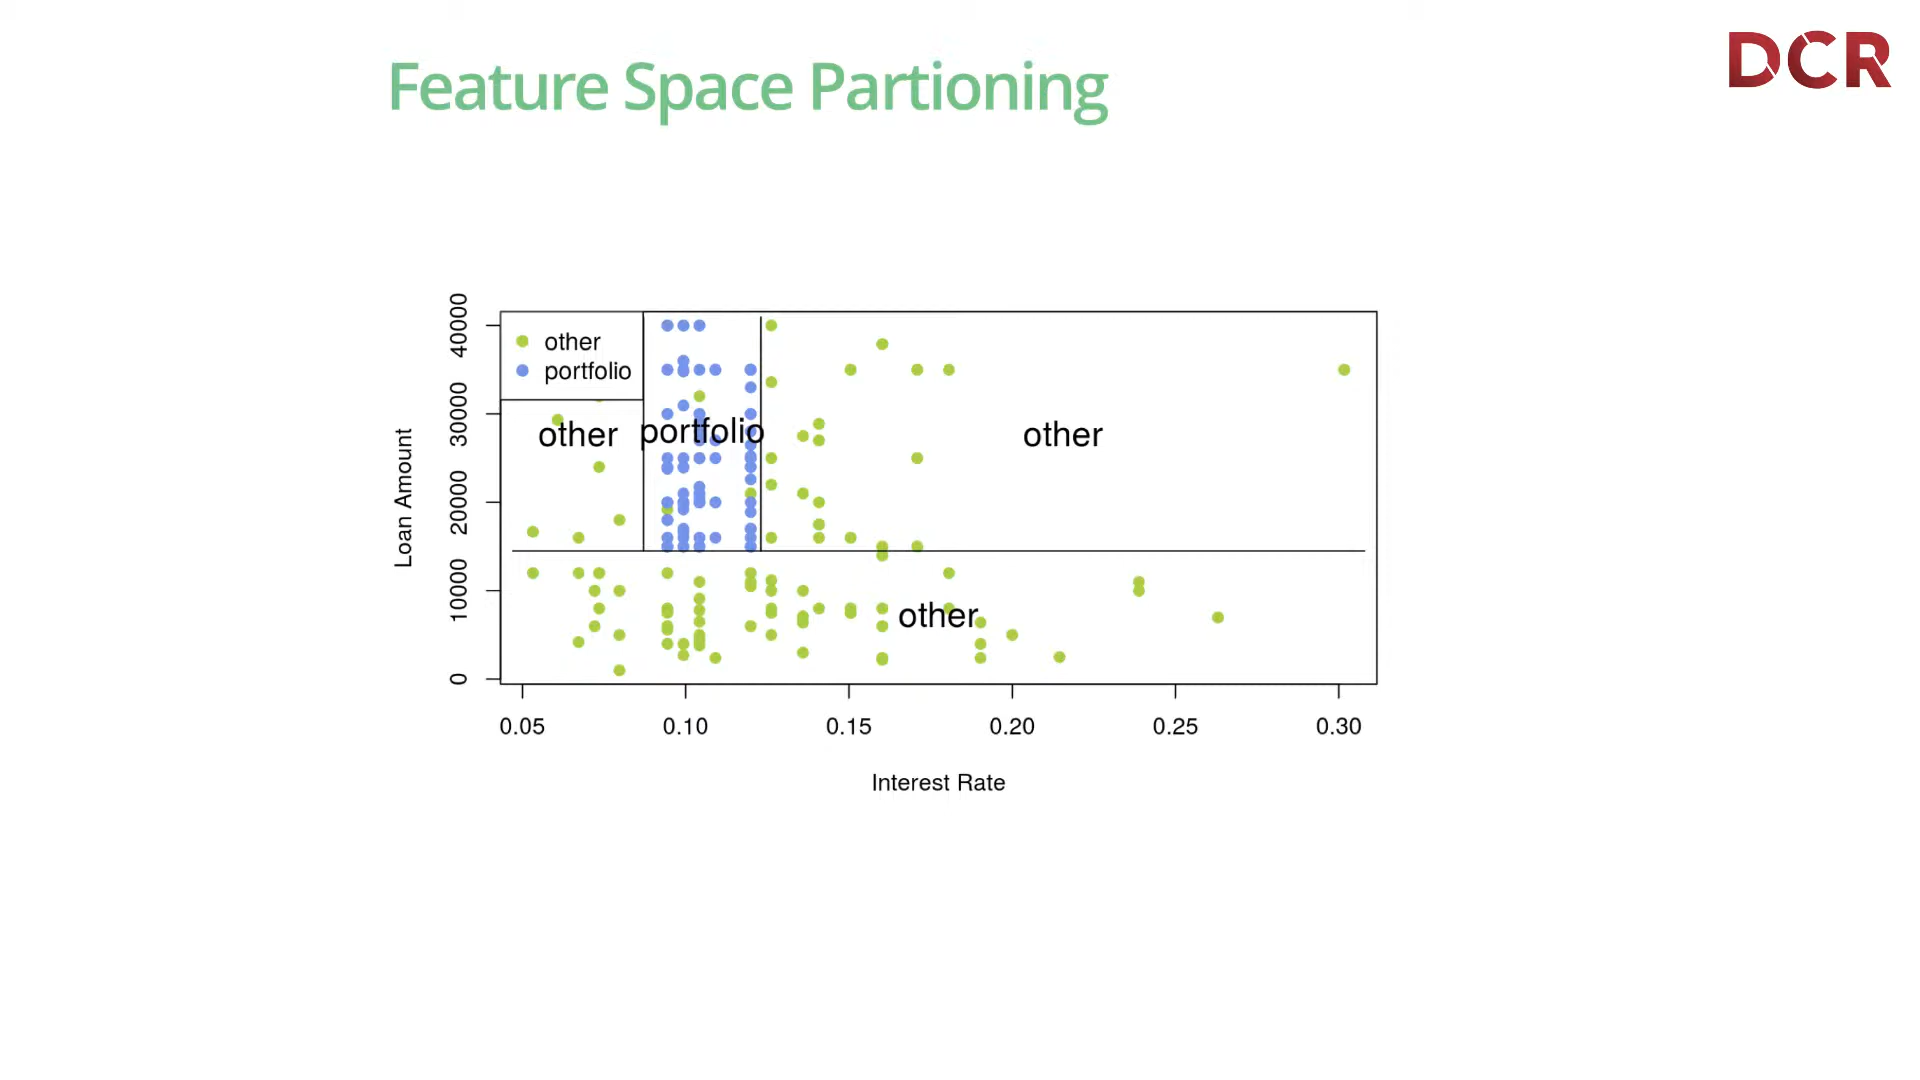 Feature Space Partioning
DCR
other
portfolio
other
portfolio
other
other
Loan Amount
40000
30000
20000
10000
0
0.05 0.10 0.15 0.20 0.25 0.30
Interest Rate